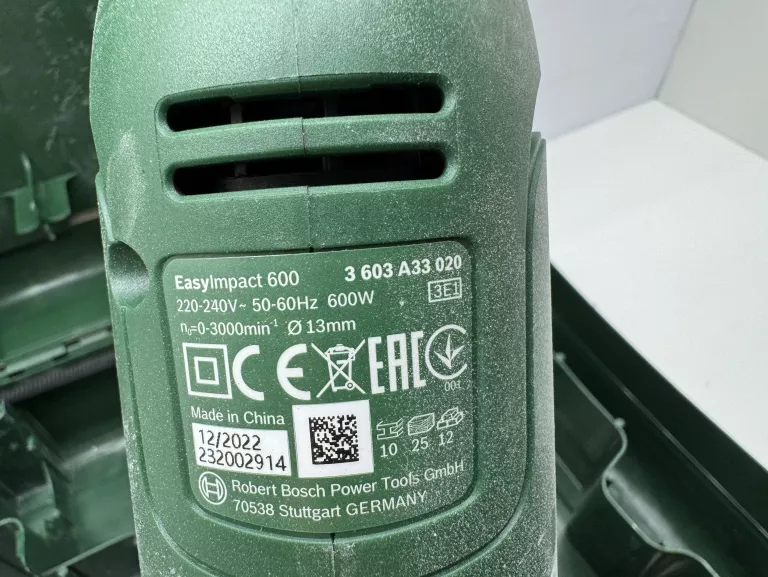 EasyImpact 600 3 603 A33 020
220-240V~ 50-60Hz 600W 3E1
n₀=0-3000min⁻¹ Ø 13mm
CE EAC
001
Made in China
12/2022
232002914
10 25 12
Robert Bosch Power Tools GmbH
70538 Stuttgart GERMANY